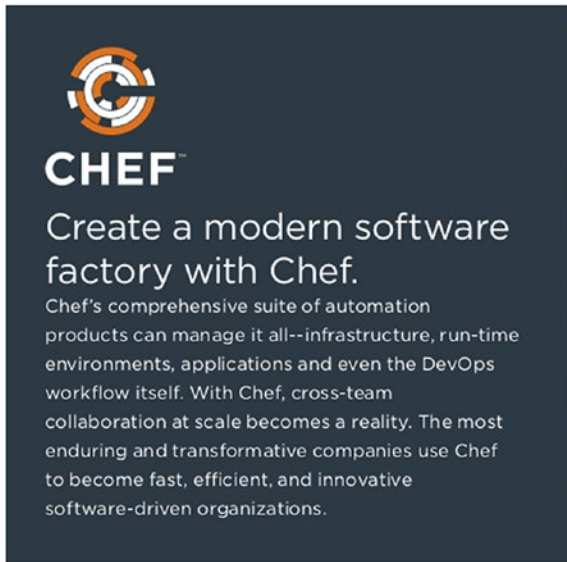 CHEF™
Create a modern software
factory with Chef.
Chef's comprehensive suite of automation
products can manage it all--infrastructure, run-time
environments, applications and even the DevOps
workflow itself. With Chef, cross-team
collaboration at scale becomes a reality. The most
enduring and transformative companies use Chef
to become fast, efficient, and innovative
software-driven organizations.